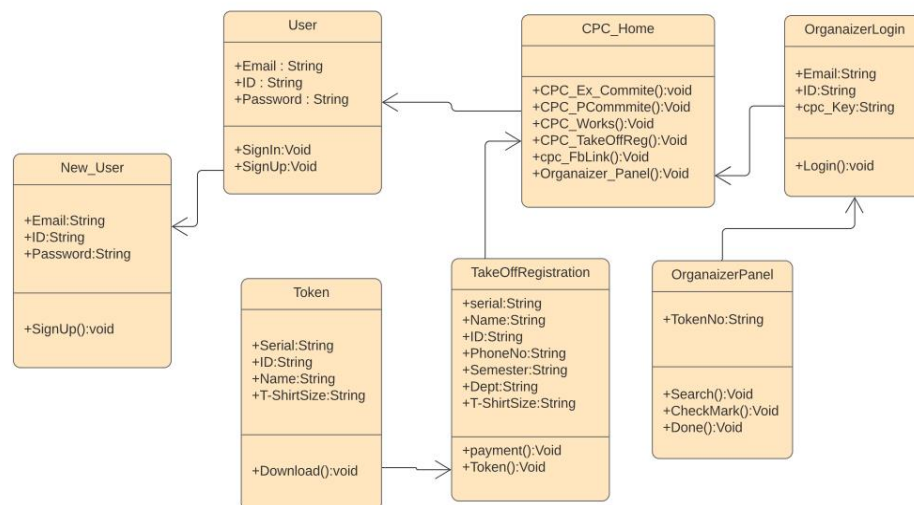 User
+Email : String
+ID : String
+Password : String
+SignIn:Void
+SignUp:Void
CPC_Home
+CPC_Ex_Commite():void
+CPC_PCommmite():Void
+CPC_Works():Void
+CPC_TakeOffReg():Void
+cpc_FbLink():Void
+Organaizer_Panel():Void
OrganaizerLogin
+Email:String
+ID:String
+cpc_Key:String
+Login():void
New_User
+Email:String
+ID:String
+Password:String
+SignUp():void
Token
+Serial:String
+ID:String
+Name:String
+T-ShirtSize:String
+Download():void
TakeOffRegistration
+serial:String
+Name:String
+ID:String
+PhoneNo:String
+Semester:String
+Dept:String
+T-ShirtSize:String
+payment():Void
+Token():Void
OrganaizerPanel
+TokenNo:String
+Search():Void
+CheckMark():Void
+Done():Void